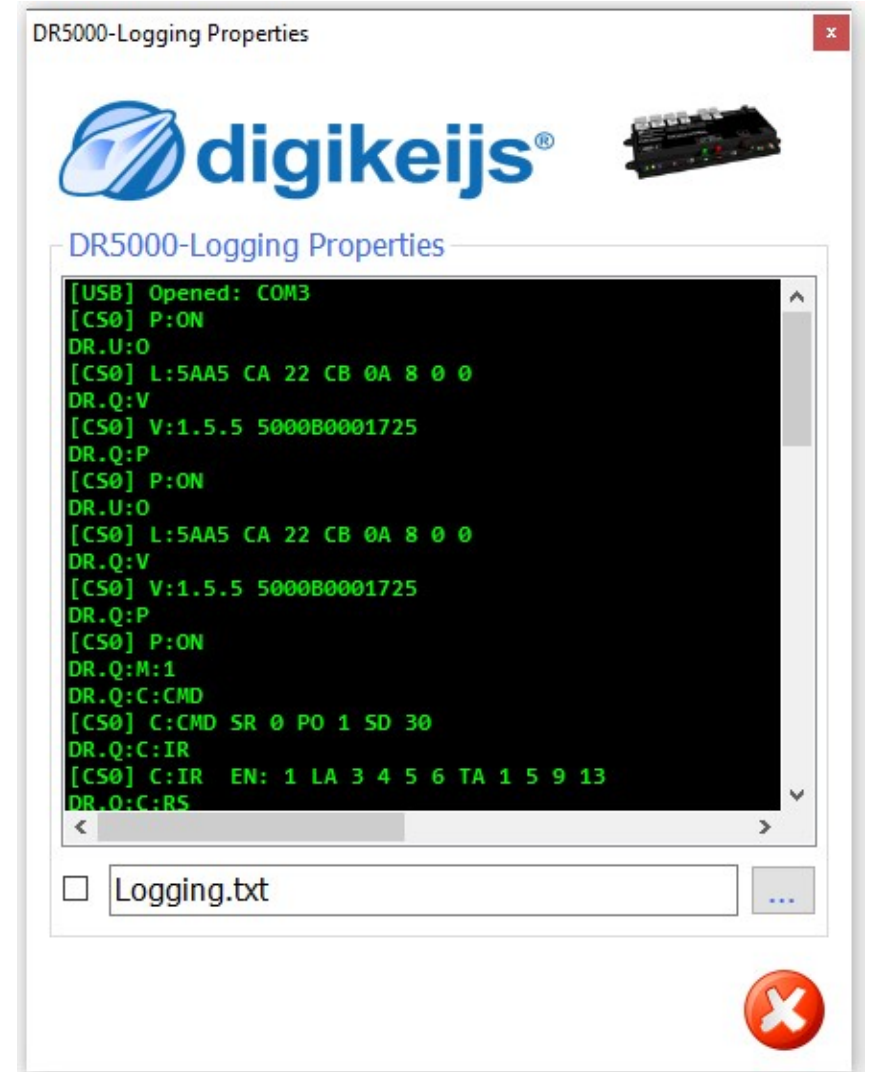 DR5000-Logging Properties
x
digikeijs®
DR5000-Logging Properties
[USB] Opened: COM3
[CS0] P:ON
DR.U:O
[CS0] L:5AA5 CA 22 CB 0A 8 0 0
DR.Q:V
[CS0] V:1.5.5 5000B0001725
DR.Q:P
[CS0] P:ON
DR.U:O
[CS0] L:5AA5 CA 22 CB 0A 8 0 0
DR.Q:V
[CS0] V:1.5.5 5000B0001725
DR.Q:P
[CS0] P:ON
DR.Q:M:1
DR.Q:C:CMD
[CS0] C:CMD SR 0 PO 1 SD 30
DR.Q:C:IR
[CS0] C:IR  EN: 1 LA 3 4 5 6 TA 1 5 9 13
DR.Q:C:RS
Logging.txt
...